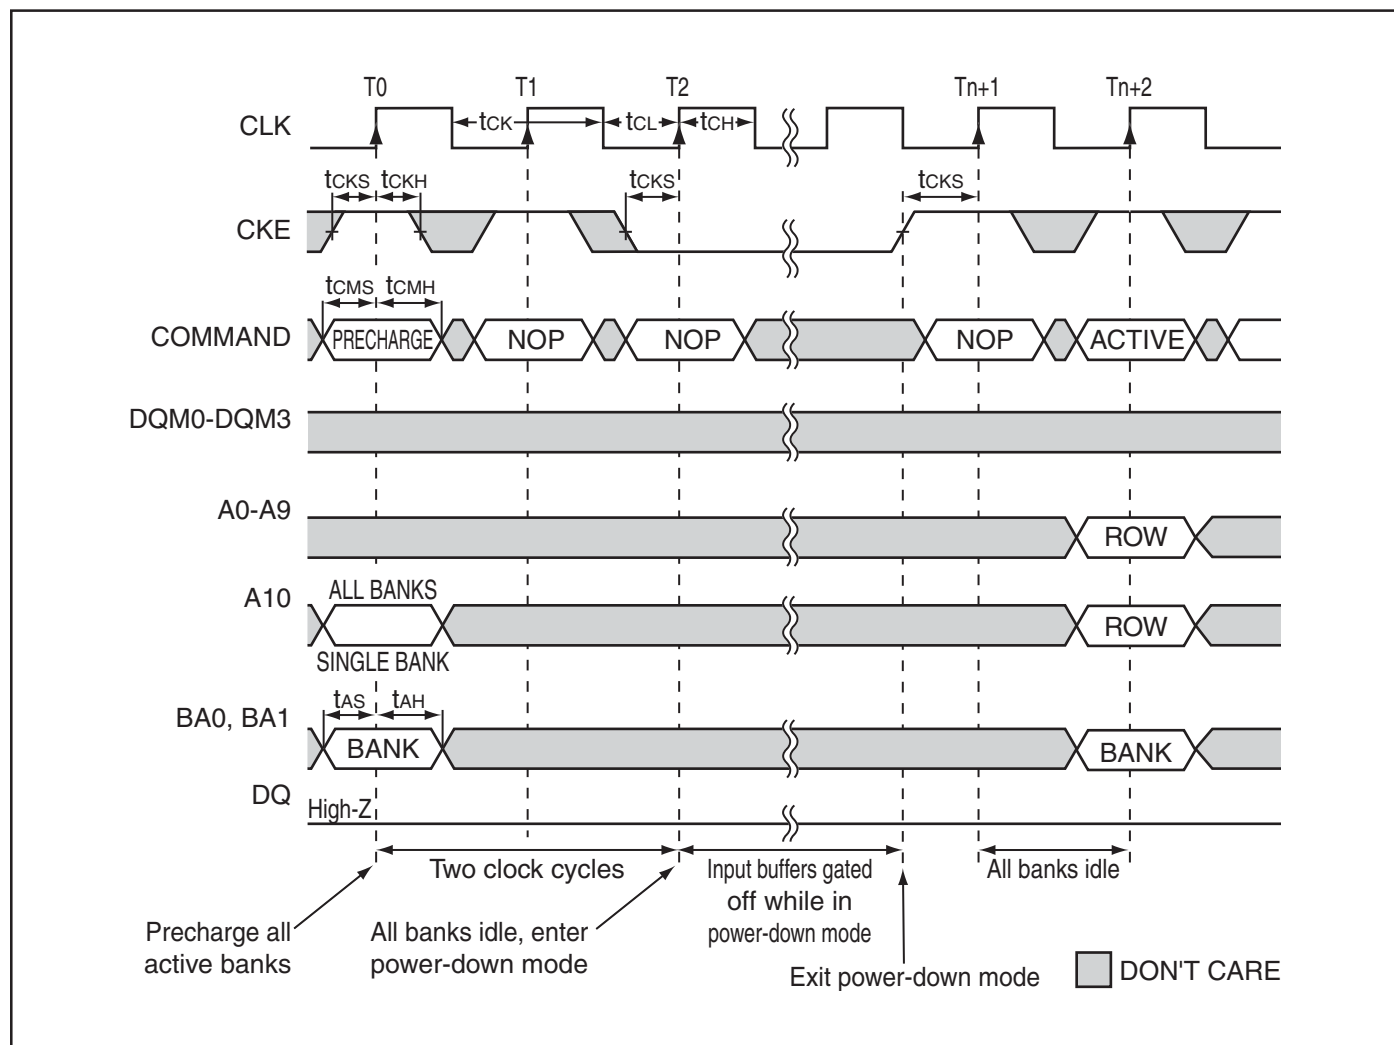 T0 T1 T2 Tn+1 Tn+2
CLK tCK tCL tCH
tCKS tCKH tCKS tCKS
CKE
tCMS tCMH
COMMAND PRECHARGE NOP NOP NOP ACTIVE
DQM0-DQM3
A0-A9 ROW
ALL BANKS
A10 ROW
SINGLE BANK
tAS tAH
BA0, BA1 BANK BANK
DQ
High-Z
Two clock cycles
Input buffers gated
off while in
power-down mode
All banks idle
Precharge all
active banks
All banks idle, enter
power-down mode
Exit power-down mode
DON'T CARE